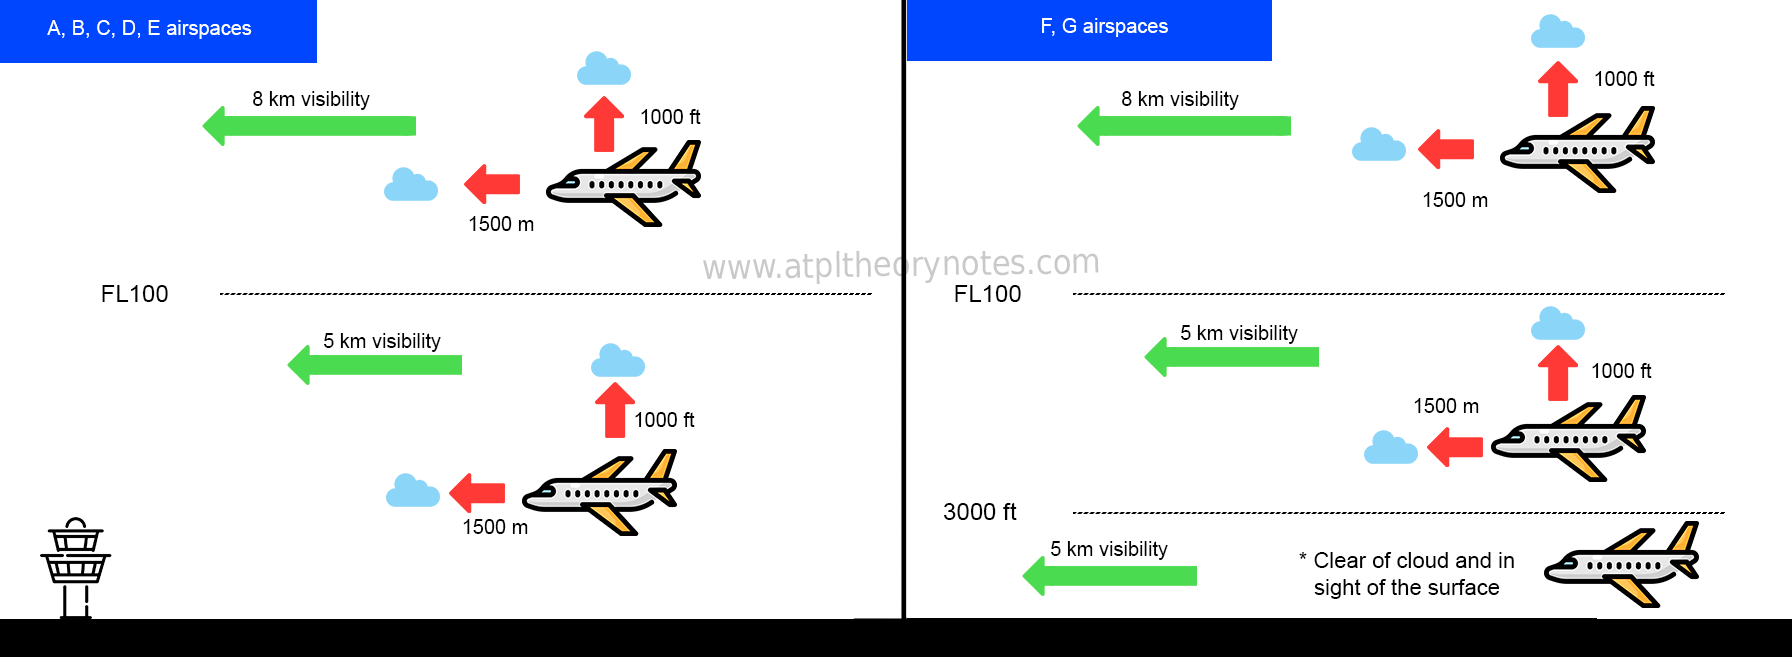 A, B, C, D, E airspaces
8 km visibility
1000 ft
1500 m
FL100
5 km visibility
1000 ft
1500 m
www.atpltheorynotes.com
F, G airspaces
1000 ft
8 km visibility
1500 m
FL100
5 km visibility
1000 ft
1500 m
3000 ft
5 km visibility
* Clear of cloud and in
sight of the surface